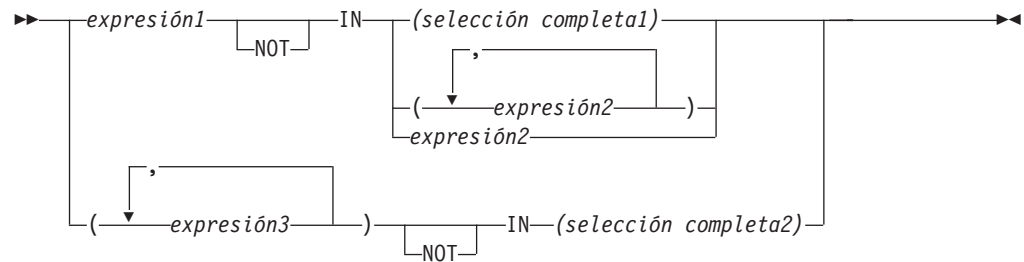 expresión1 NOT IN (selección completa1)
,
( expresión2 )
expresión2
,
( expresión3 ) NOT IN (selección completa2)